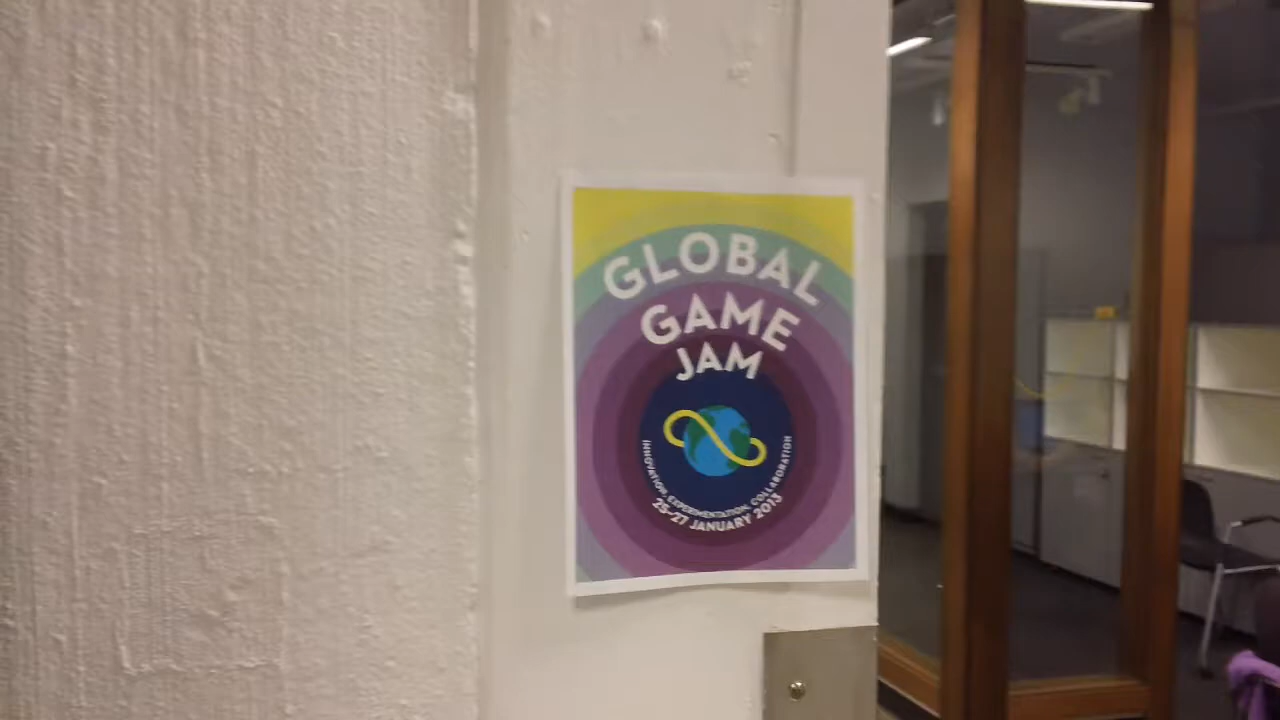 GLOBAL
GAME
JAM
INNOVATION, EXPERIMENTATION, COLLABORATION
25-27 JANUARY 2013